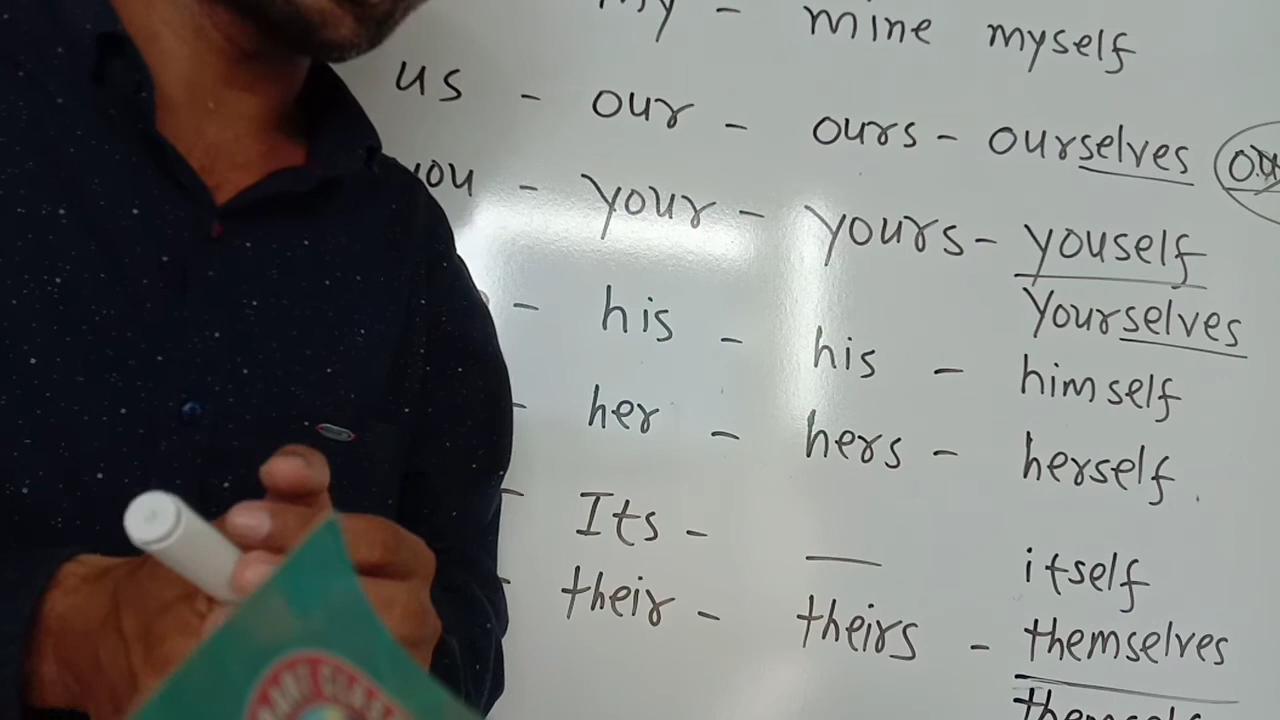 my - mine myself
us - our - ours - ourselves
you - your - yours - youself
yourselves
- his - his - himself
- her - hers - herself.
- Its - — itself
- their - theirs - themselves